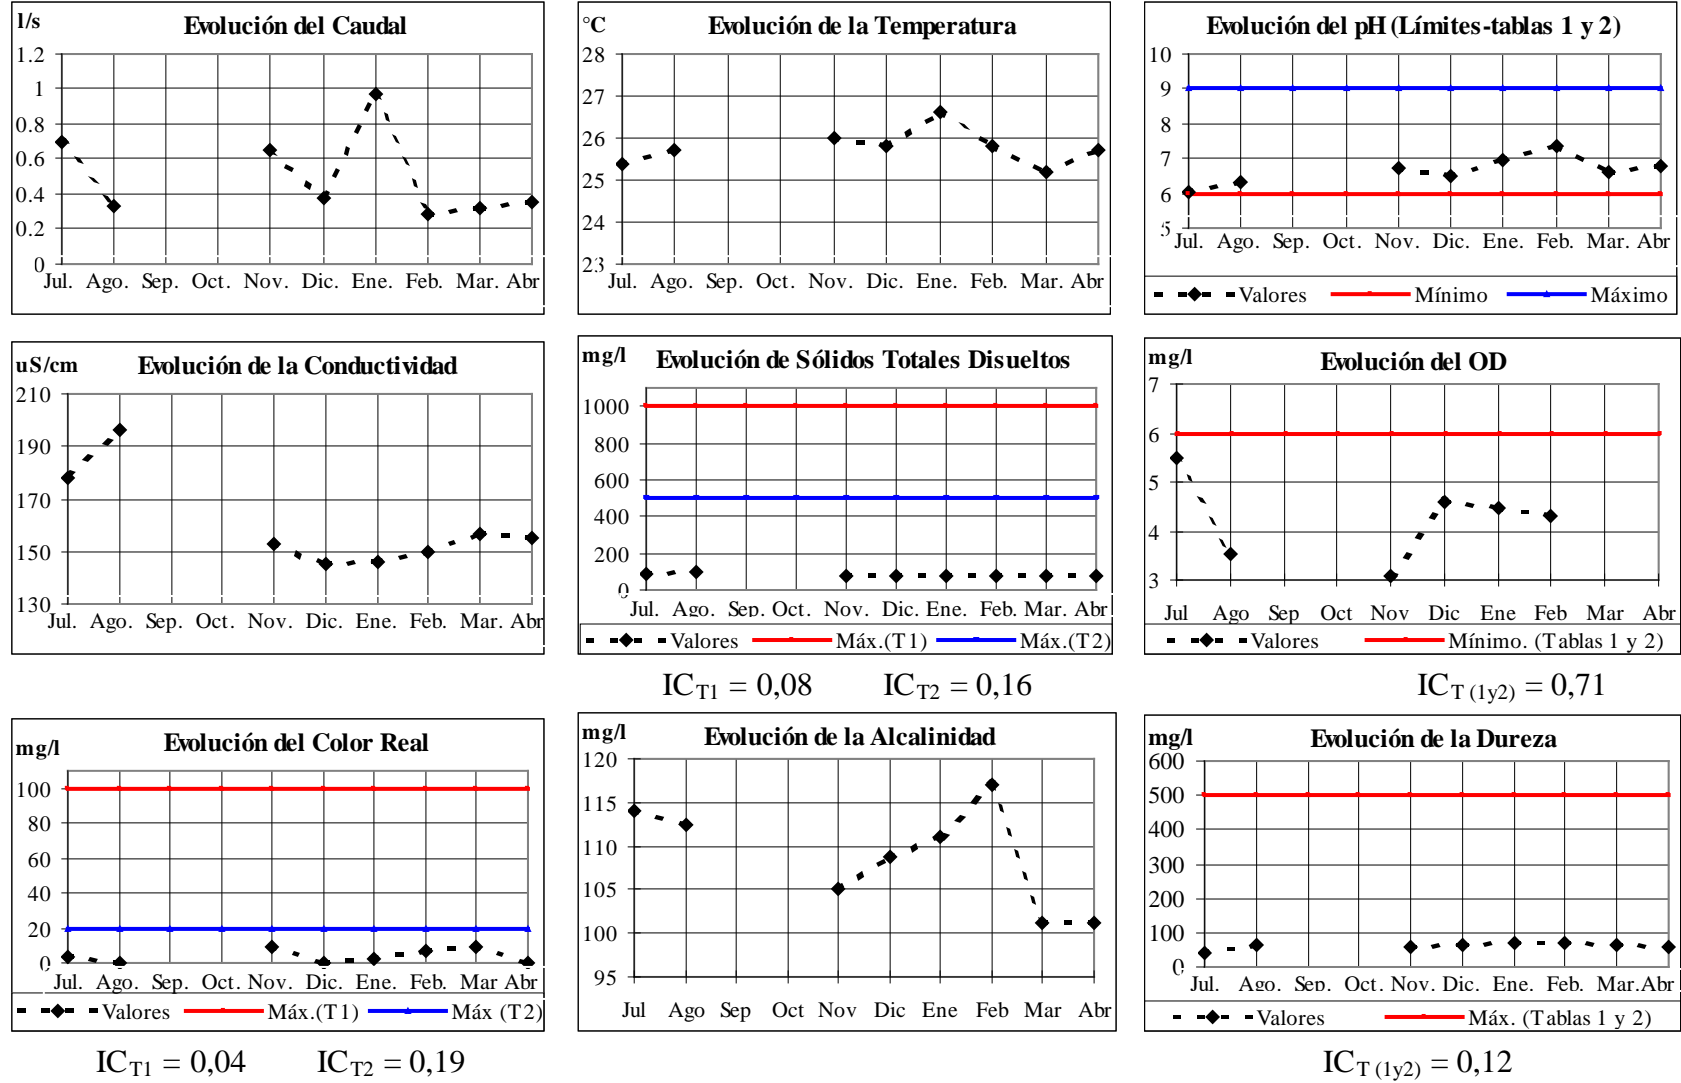 l/s
Evolución del Caudal
1.2
1
0.8
0.6
0.4
0.2
0
Jul. Ago. Sep. Oct. Nov. Dic. Ene. Feb. Mar. Abr
°C
Evolución de la Temperatura
28
27
26
25
24
23
Jul. Ago. Sep. Oct. Nov. Dic. Ene. Feb. Mar. Abr
Evolución del pH (Límites-tablas 1 y 2)
10
9
8
7
6
5
Jul. Ago. Sep. Oct. Nov. Dic. Ene. Feb. Mar. Abr
Valores Mínimo Máximo
uS/cm
Evolución de la Conductividad
210
190
170
150
130
Jul. Ago. Sep. Oct. Nov. Dic. Ene. Feb. Mar. Abr
mg/l
Evolución de Sólidos Totales Disueltos
1000
800
600
400
200
0
Jul. Ago. Sep. Oct. Nov. Dic. Ene. Feb. Mar. Abr
Valores Máx.(T1) Máx.(T2)
IC T1 = 0,08 IC T2 = 0,16
mg/l
Evolución del OD
7
6
5
4
3
Jul Ago Sep Oct Nov Dic Ene Feb Mar Abr
Valores Mínimo. (Tablas 1 y 2)
IC T (1y2) = 0,71
mg/l
Evolución del Color Real
100
80
60
40
20
0
Jul. Ago. Sep. Oct. Nov. Dic. Ene. Feb. Mar. Abr
Valores Máx.(T1) Máx (T2)
IC T1 = 0,04 IC T2 = 0,19
mg/l
Evolución de la Alcalinidad
120
115
110
105
100
95
Jul Ago Sep Oct Nov Dic Ene Feb Mar Abr
mg/l
Evolución de la Dureza
600
500
400
300
200
100
0
Jul. Ago. Sep. Oct. Nov. Dic. Ene. Feb. Mar. Abr
Valores Máx. (Tablas 1 y 2)
IC T (1y2) = 0,12